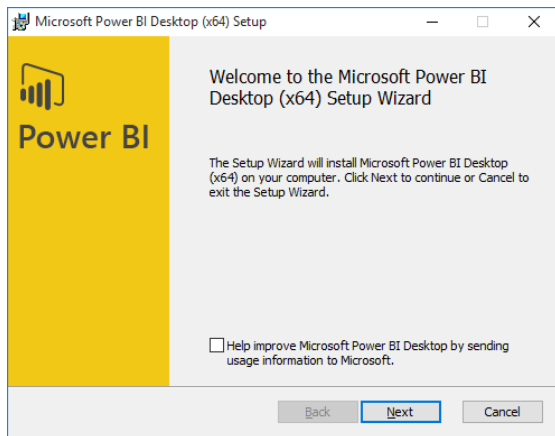 Microsoft Power BI Desktop (x64) Setup
Power BI
Welcome to the Microsoft Power BI
Desktop (x64) Setup Wizard
The Setup Wizard will install Microsoft Power BI Desktop
(x64) on your computer. Click Next to continue or Cancel to
exit the Setup Wizard.
Help improve Microsoft Power BI Desktop by sending
usage information to Microsoft.
Back Next Cancel